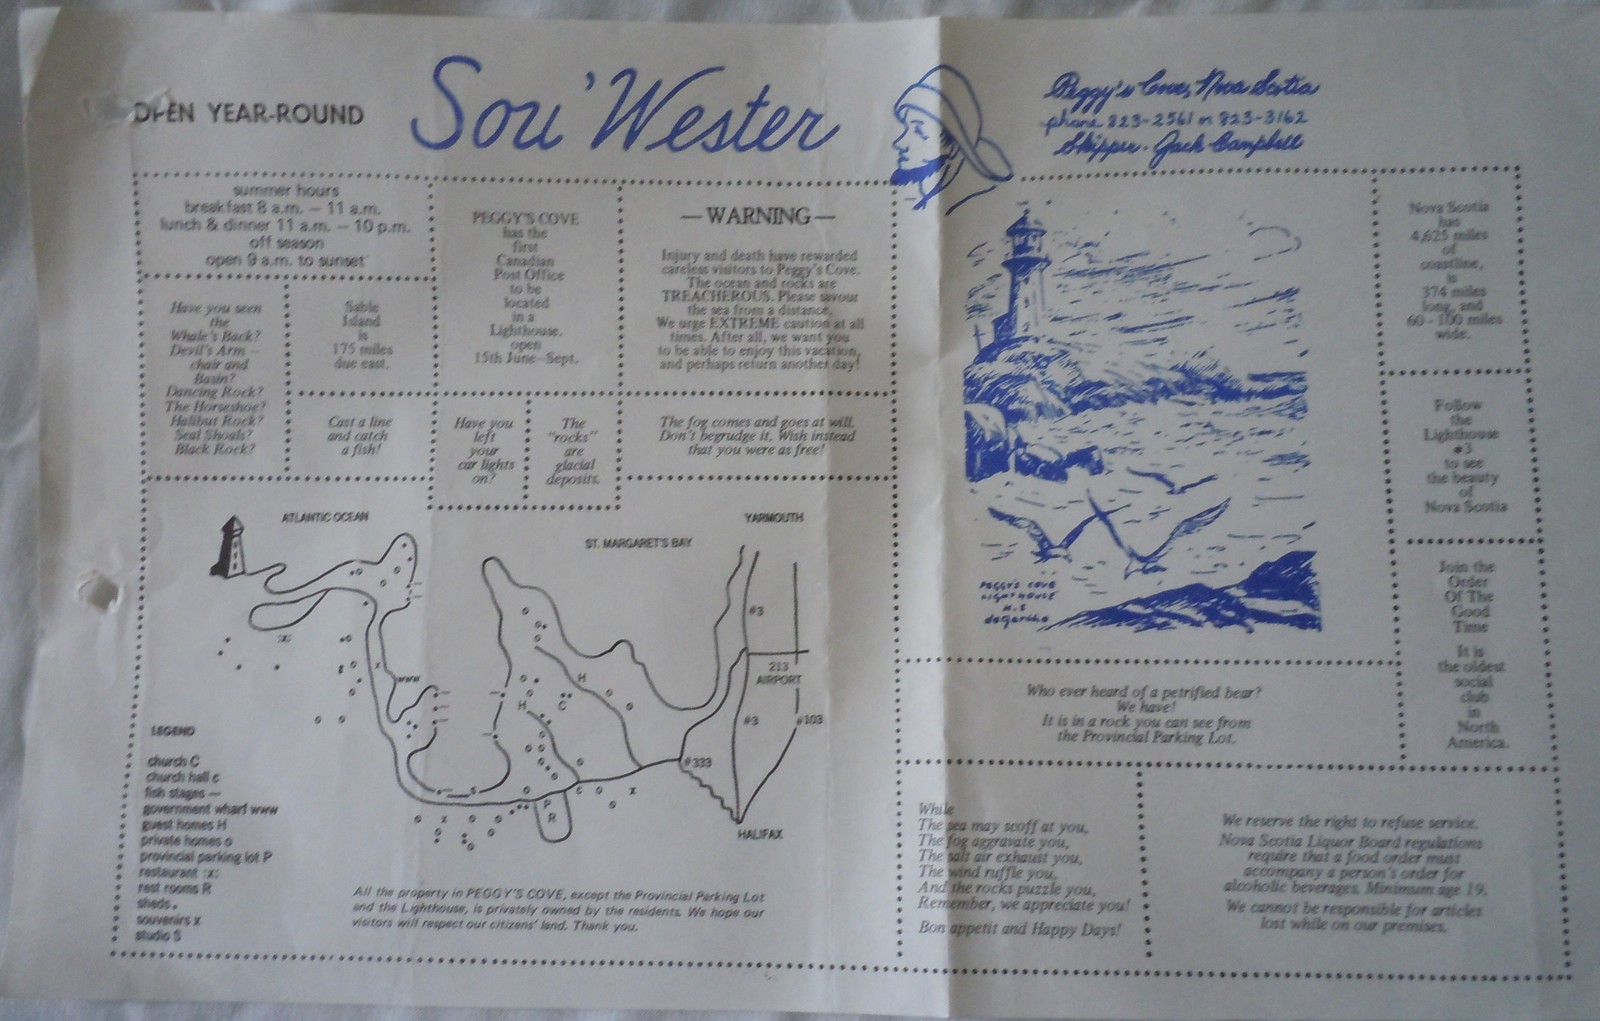 OPEN YEAR-ROUND
Sou'Wester
Peggy's Cove, Nova Scotia
phone 823-2561 or 823-3162
Skipper - Jack Campbell
summer hours
breakfast 8 a.m. — 11 a.m.
lunch & dinner 11 a.m. — 10 p.m.
off season
open 9 a.m. to sunset
PEGGY'S COVE
has the
first
Canadian
Post Office
to be
located
in a
Lighthouse.
open
15th June—Sept.
—WARNING—
Injury and death have rewarded
careless visitors to Peggy's Cove.
The ocean and rocks are
TREACHEROUS. Please savour
the sea from a distance.
We urge EXTREME caution at all
times. After all, we want you
to be able to enjoy this vacation,
and perhaps return another day!
Have you seen
the
Whale's Back?
Devil's Arm —
chair and
Basin?
Dancing Rock?
The Horseshoe?
Halibut Rock?
Seal Shoals?
Black Rock?
Sable
Island
is
175 miles
due east.
Cast a line
and catch
a fish!
Have you
left
your
car lights
on?
The
"rocks"
are
glacial
deposits.
The fog comes and goes at will.
Don't begrudge it. Wish instead
that you were as free!
PEGGY'S COVE
LIGHTHOUSE
N.S
Nova Scotia
has
4,625 miles
of
coastline,
is
374 miles
long, and
60 - 100 miles
wide.
Follow
the
Lighthouse
#3
to see
the beauty
of
Nova Scotia
Join the
Order
Of The
Good
Time
It is
the oldest
social
club
in
North
America.
ATLANTIC OCEAN
ST. MARGARET'S BAY
YARMOUTH
#3
213
AIRPORT
#3
#103
#333
HALIFAX
:x:
x
www
H
H
C
c
x
P
R
s
x
LEGEND
church C
church hall c
fish stages —
government wharf www
guest homes H
private homes o
provincial parking lot P
restaurant :x:
rest rooms R
sheds .
souvenirs x
studio S
All the property in PEGGY'S COVE, except the Provincial Parking Lot
and the Lighthouse, is privately owned by the residents. We hope our
visitors will respect our citizens' land. Thank you.
Who ever heard of a petrified bear?
We have!
It is in a rock you can see from
the Provincial Parking Lot.
While
The sea may scoff at you,
The fog aggravate you,
The salt air exhaust you,
The wind ruffle you,
And the rocks puzzle you,
Remember, we appreciate you!
Bon appetit and Happy Days!
We reserve the right to refuse service.
Nova Scotia Liquor Board regulations
require that a food order must
accompany a person's order for
alcoholic beverages. Minimum age 19.
We cannot be responsible for articles
lost while on our premises.